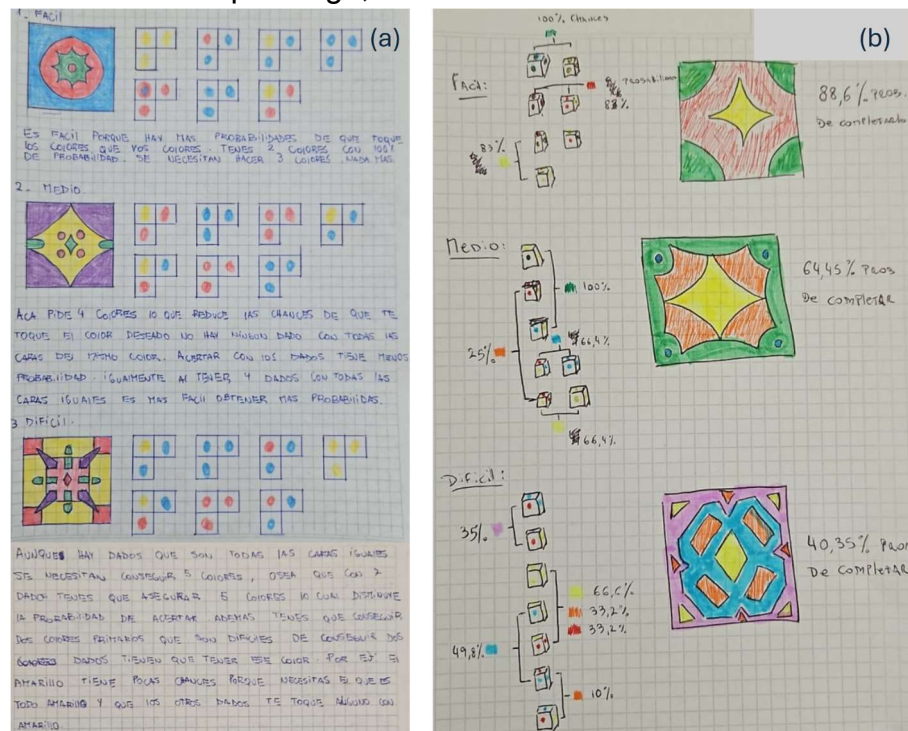 (a)
1_ FACIL
ES FACIL PORQUE HAY MAS PROBABILIDADES DE QUE TOQUE
LOS COLORES QUE VOS COLORES. TENES 2 COLORES CON 100%
DE PROBABILIDAD. SE NECESITAN HACER 3 COLORES NADA MAS.
2_ MEDIO
ACA PIDE 4 COLORES LO QUE REDUCE LAS CHANCES DE QUE TE
TOQUE EL COLOR DESEADO NO HAY NINGUN DADO CON TODAS LAS
CARAS DEL MISMO COLOR. ACERTAR CON LOS DADOS TIENE MENOS
PROBABILIDAD. IGUALMENTE AL TENER 4 DADOS CON TODAS LAS
CARAS IGUALES ES MAS FACIL OBTENER MAS PROBABILIDAS.
3 DIFICIL.
AUNQUE HAY DADOS QUE SON TODAS LAS CARAS IGUALES
SE NECESITAN CONSEGUIR 5 COLORES, OSEA QUE CON 2
DADOS TENES QUE ASEGURAR 5 COLORES LO CUAL
LA PROBABILIDAD DE ACERTAR ADEMAS TENES QUE CONSEGUIR
DOS COLORES PRIMARIOS QUE SON DIFICILES DE CONSEGUIR DOS
DADOS TIENEN QUE TENER ESE COLOR. POR EJ EL
AMARILLO TIENE POCAS CHANCES PORQUE NECESITAS EL QUE ES
TODO AMARILLO Y QUE LOS OTROS DADOS TE TOQUE ALGUNO CON
AMARILLO
(b)
100% CHANCES
FACIL:
PROBABILIDAD
83%
83%
88,6% PROB.
De completarlo
Medio:
100%
66,4%
25%
66,4%
64,45% PROB
De completar
Dificil:
35%
33,2%
33,2%
49,8%
10%
40,35% PROB
De completar